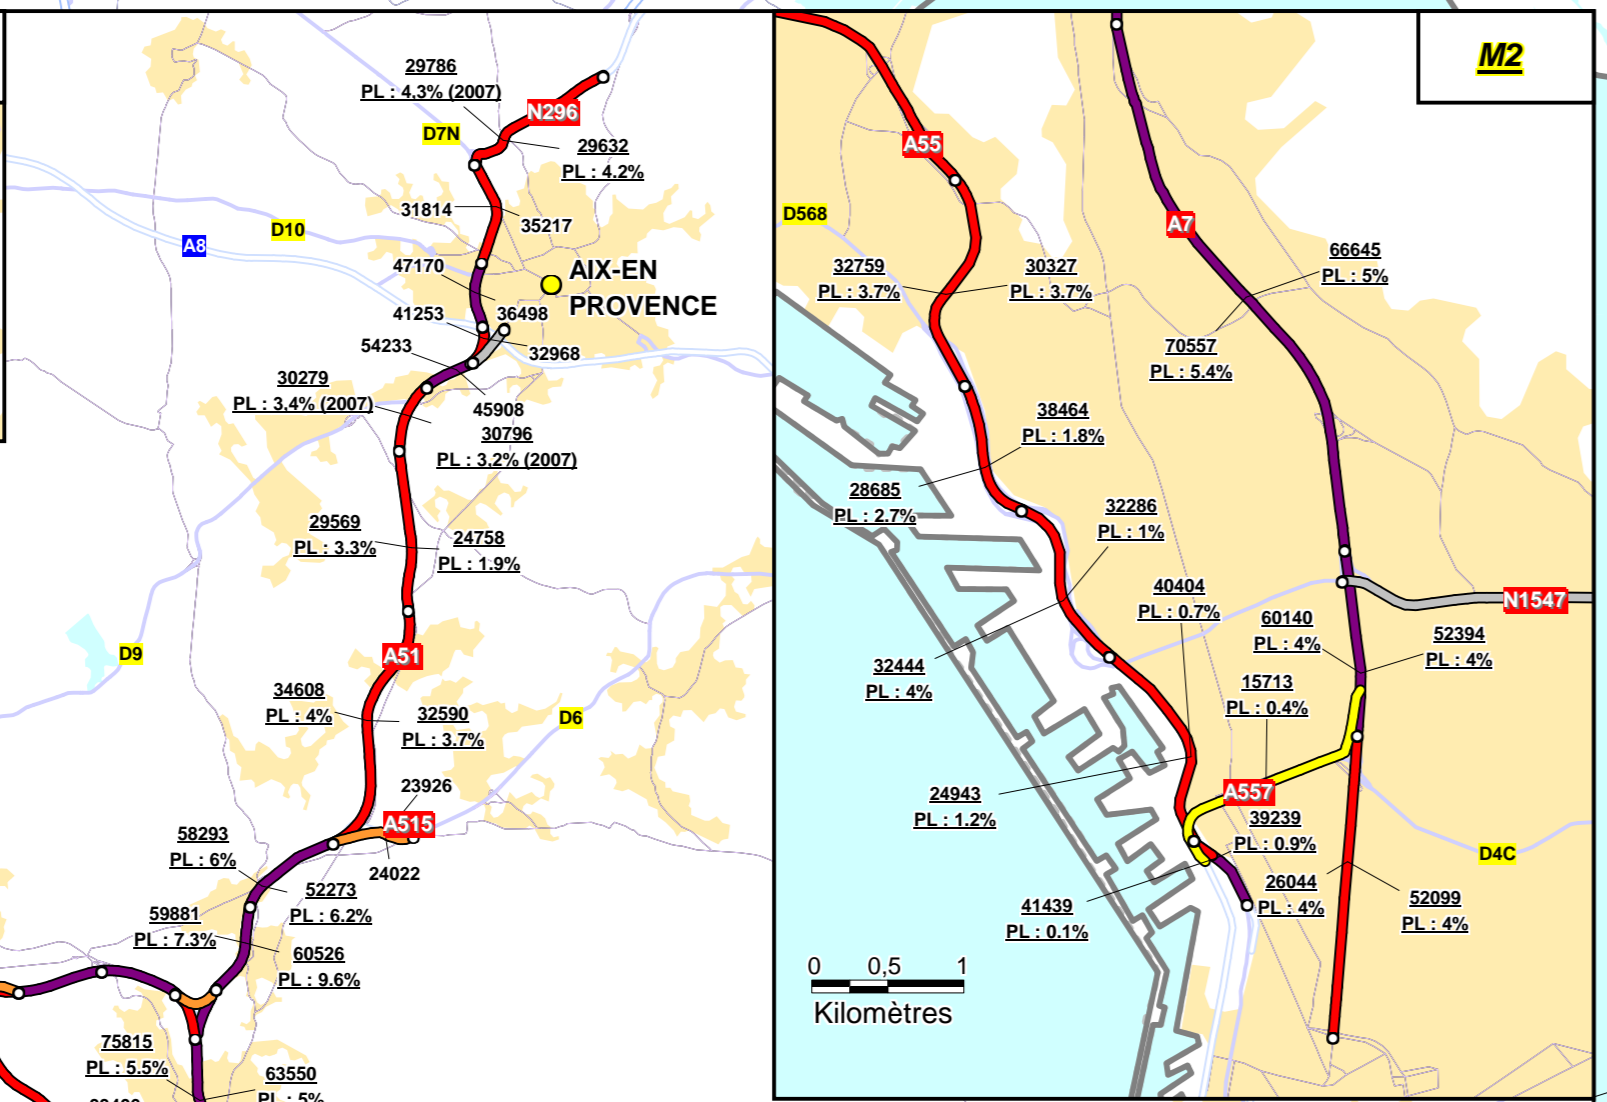 29786
PL : 4,3% (2007)
N296
D7N
29632
PL : 4.2%
31814
35217
D10
A8
47170
AIX-EN
PROVENCE
41253
36498
54233
32968
30279
PL : 3,4% (2007)
45908
30796
PL : 3,2% (2007)
29569
PL : 3.3%
24758
PL : 1.9%
D9
A51
34608
PL : 4%
32590
PL : 3.7%
D6
23926
A515
58293
PL : 6%
24022
52273
PL : 6.2%
59881
PL : 7.3%
60526
PL : 9.6%
75815
PL : 5.5%
63550
PL : 5%
M2
A55
D568
A7
32759
PL : 3.7%
30327
PL : 3.7%
66645
PL : 5%
70557
PL : 5.4%
38464
PL : 1.8%
28685
PL : 2.7%
32286
PL : 1%
40404
PL : 0.7%
N1547
60140
PL : 4%
52394
PL : 4%
32444
PL : 4%
15713
PL : 0.4%
24943
PL : 1.2%
A557
39239
PL : 0.9%
D4C
26044
PL : 4%
52099
PL : 4%
41439
PL : 0.1%
0 0,5 1
Kilomètres